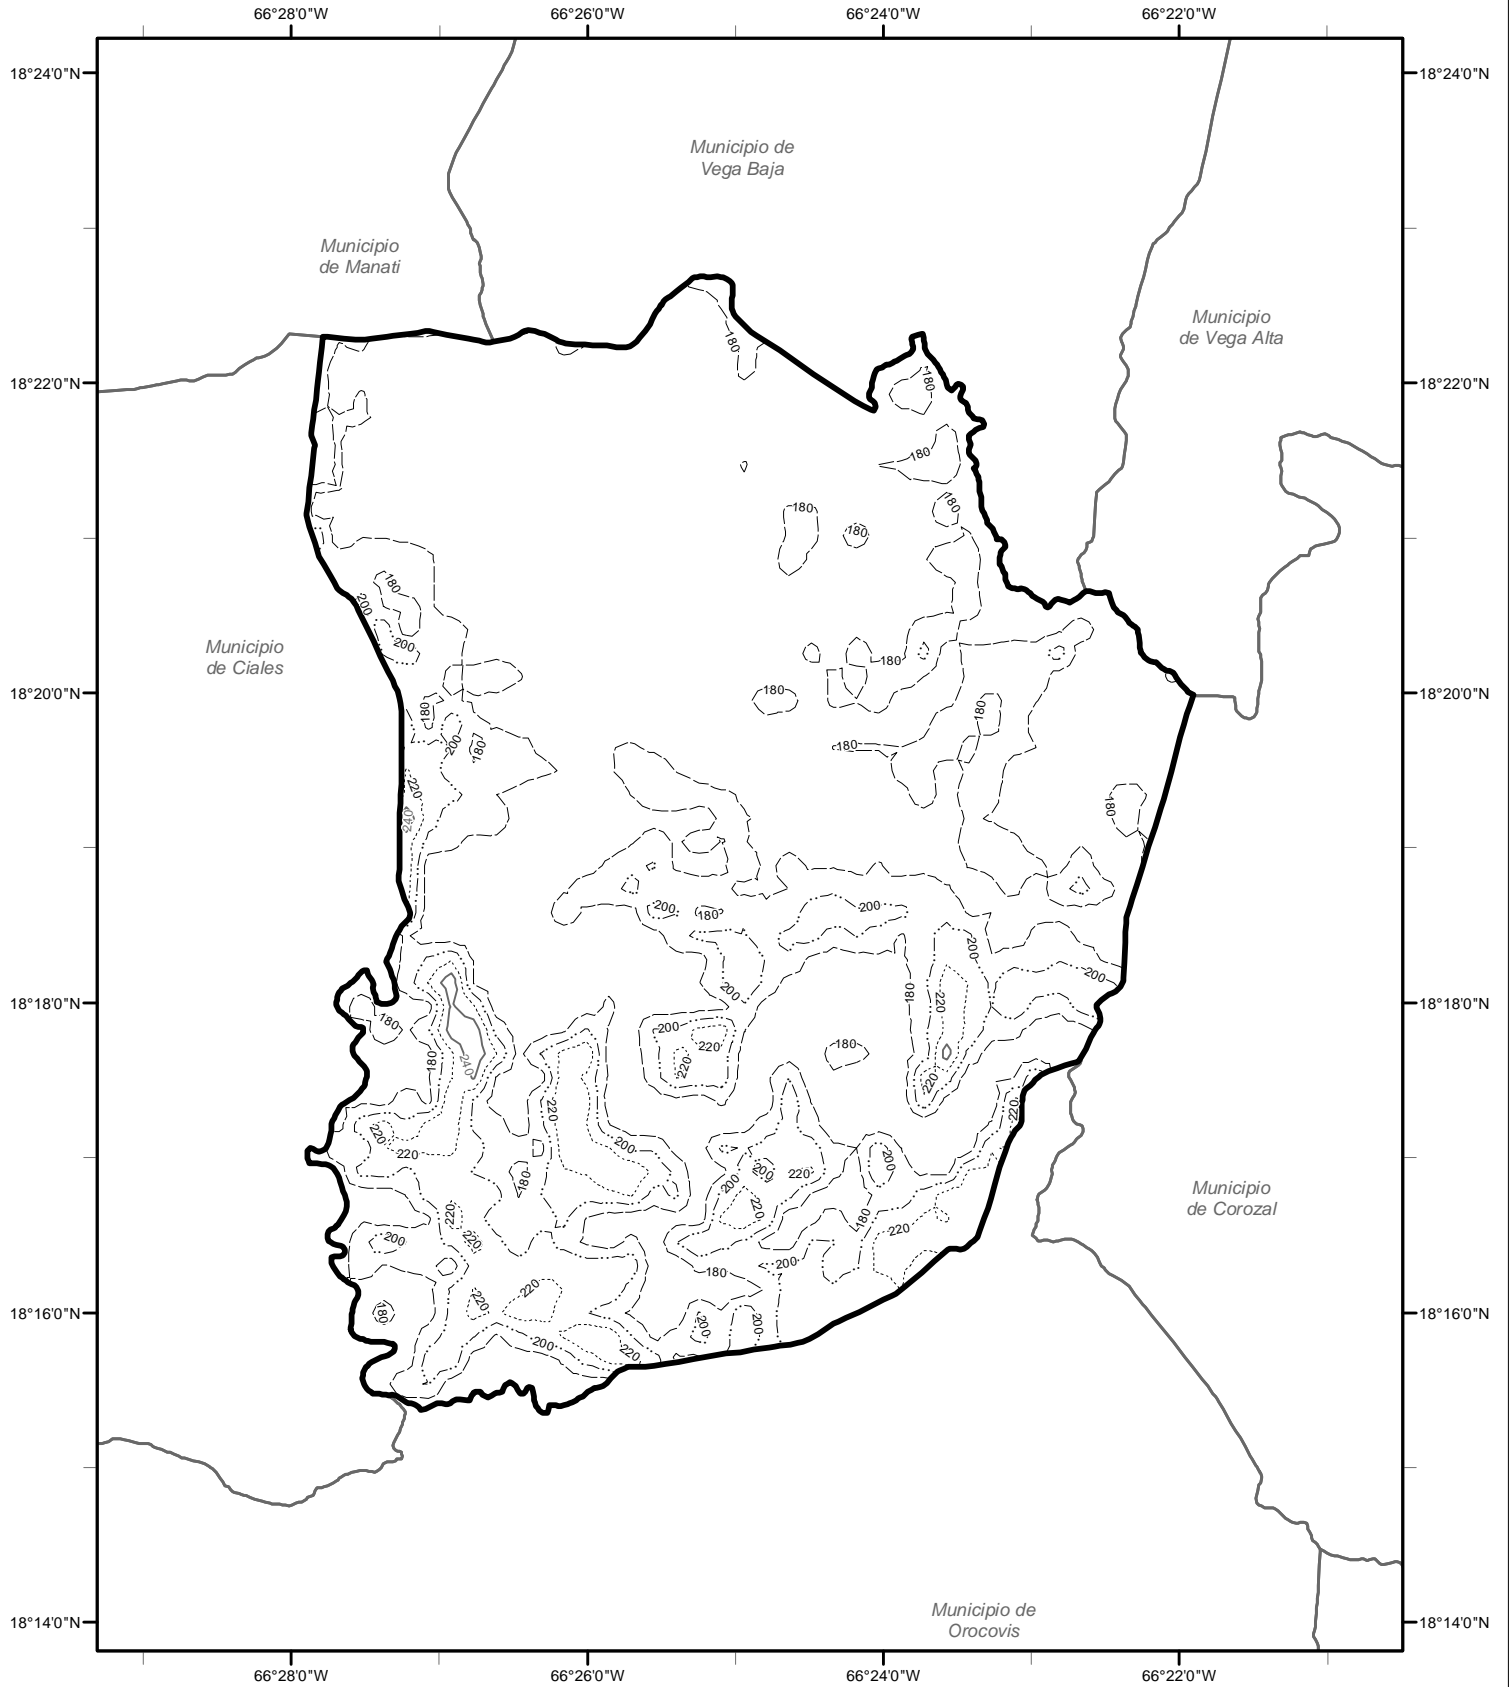 66°28'0"W
66°26'0"W
66°24'0"W
66°22'0"W
18°24'0"N
18°24'0"N
Municipio de
Vega Baja
Municipio
de Manati
Municipio
de Vega Alta
180
18°22'0"N
180
18°22'0"N
180
180
180
180
180
200
200
Municipio
de Ciales
180
18°20'0"N
180
18°20'0"N
180
180
200
180
180
220
240
180
200
180
200
200
200
200
18°18'0"N
180
220
18°18'0"N
180
200
220
180
180
240
220
220
220
220
200
220
220
200
200
220
200
180
200
220
220
180
220
200
200
180
220
220
18°16'0"N
180
200
200
18°16'0"N
200
220
Municipio
de Corozal
18°14'0"N
Municipio de
Orocovis
18°14'0"N
66°28'0"W
66°26'0"W
66°24'0"W
66°22'0"W